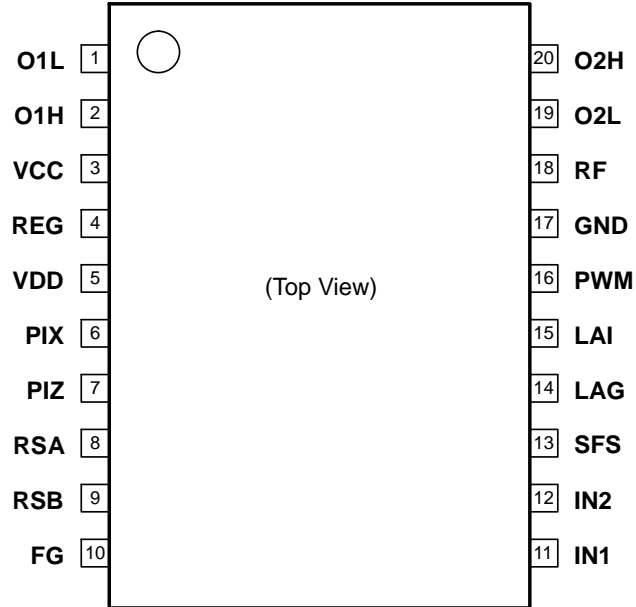 O1L 1 20 O2H
O1H 2 19 O2L
VCC 3 18 RF
REG 4 17 GND
VDD 5 (Top View) 16 PWM
PIX 6 15 LAI
PIZ 7 14 LAG
RSA 8 13 SFS
RSB 9 12 IN2
FG 10 11 IN1